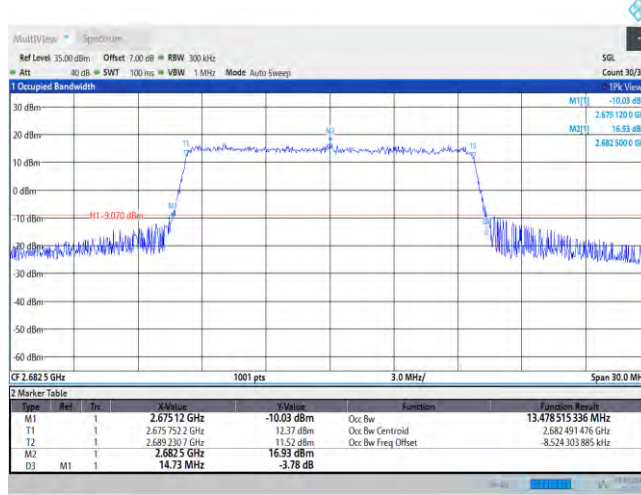 MultiView Spectrum
Ref Level 35.00 dBm Offset 7.00 dB RBW 300 kHz SGL
Att 40 dB SWT 100 ms VBW 1 MHz Mode Auto Sweep Count 30/3
1 Occupied Bandwidth 1Pk View
M1[1] -10.03 dB
2.675 120 0 G
M2[1] 16.93 dB
2.682 500 0 G
30 dBm
20 dBm
10 dBm
0 dBm
-10 dBm
-20 dBm
-30 dBm
-40 dBm
-50 dBm
-60 dBm
T1
M2
T2
M1
H1 -9.070 dBm
CF 2.682 5 GHz 1001 pts 3.0 MHz/ Span 30.0 MH
2 Marker Table
Type Ref Trc X-Value Y-Value Function Function Result
M1 1 2.675 12 GHz -10.03 dBm Occ Bw 13.478 515 336 MHz
T1 1 2.675 752 2 GHz 12.37 dBm Occ Bw Centroid 2.682 491 476 GHz
T2 1 2.689 230 7 GHz 11.52 dBm Occ Bw Freq Offset -8.524 303 885 kHz
M2 1 2.682 5 GHz 16.93 dBm
D3 M1 1 14.73 MHz -3.78 dB